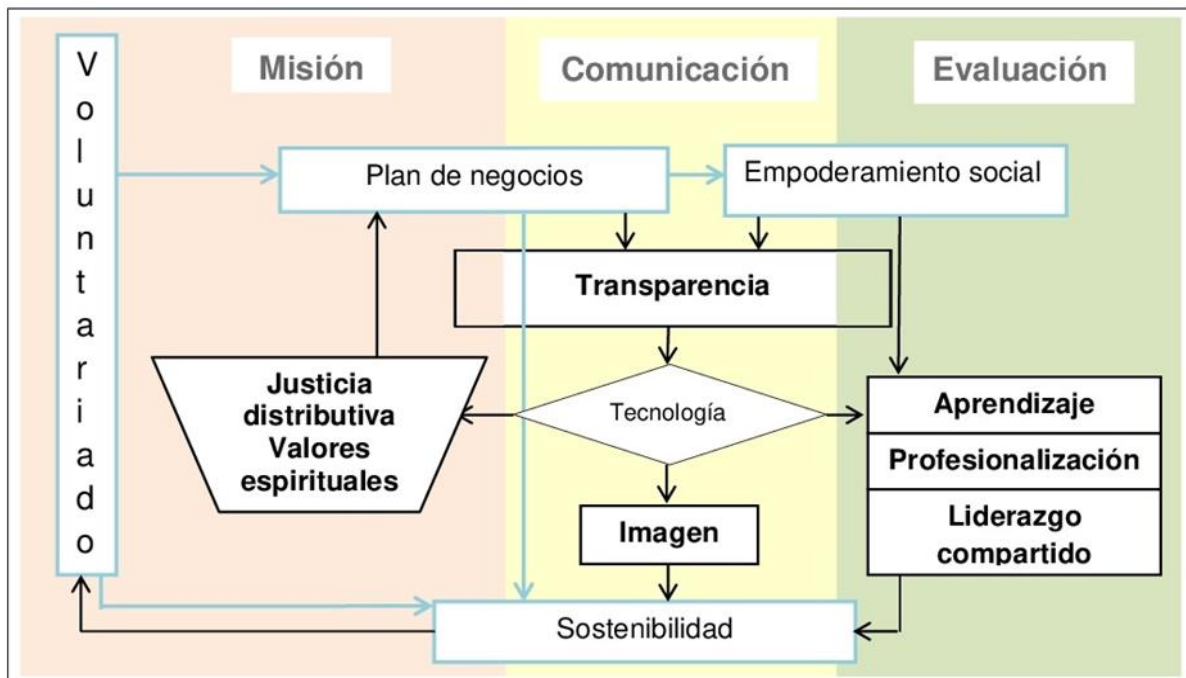 Voluntariado
Misión
Comunicación
Evaluación
Plan de negocios
Empoderamiento social
Transparencia
Justicia
distributiva
Valores
espirituales
Tecnología
Aprendizaje
Profesionalización
Liderazgo
compartido
Imagen
Sostenibilidad